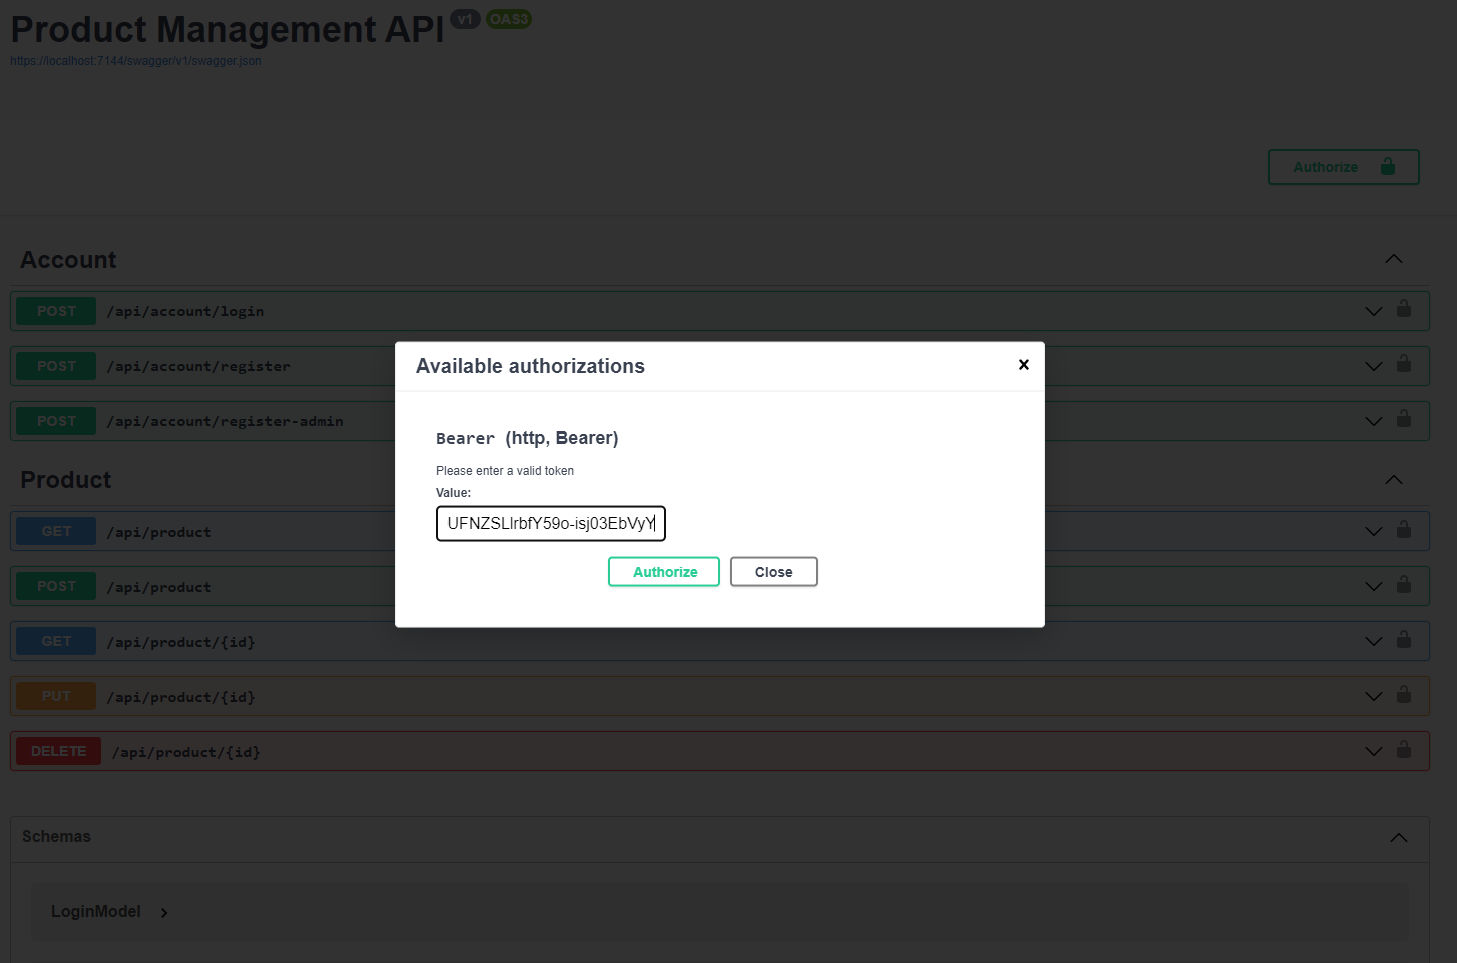 Product Management API v1 OAS3
https://localhost:7144/swagger/v1/swagger.json
Authorize
Account
POST /api/account/login
POST /api/account/register
POST /api/account/register-admin
Product
GET /api/product
POST /api/product
GET /api/product/{id}
PUT /api/product/{id}
DELETE /api/product/{id}
Available authorizations
Bearer (http, Bearer)
Please enter a valid token
Value:
UFNZSLlrbfY59o-isj03EbVyY
Authorize Close
Schemas
LoginModel